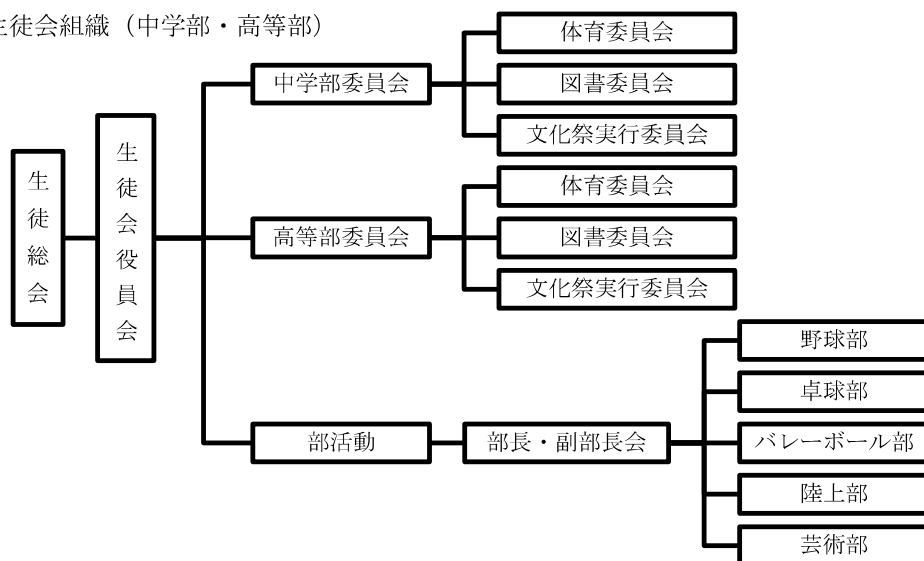 生徒会組織（中学部・高等部）
生徒総会
生徒会役員会
中学部委員会
体育委員会
図書委員会
文化祭実行委員会
高等部委員会
体育委員会
図書委員会
文化祭実行委員会
部活動
部長・副部長会
野球部
卓球部
バレーボール部
陸上部
芸術部